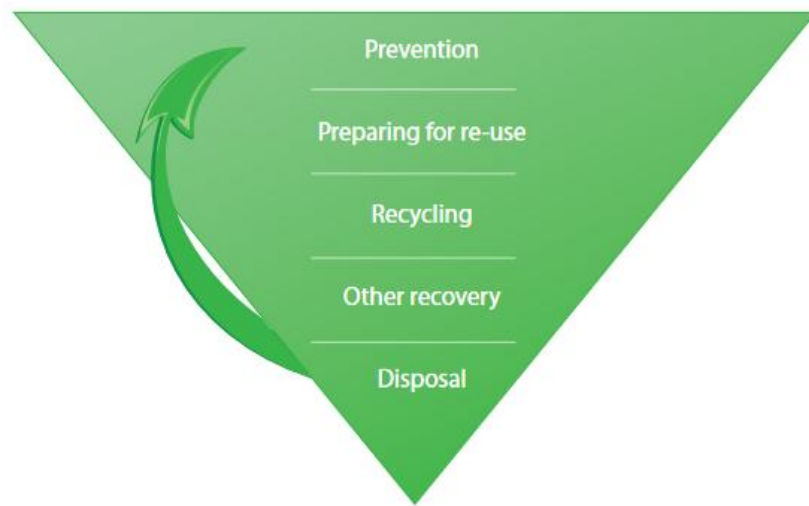 Prevention
Preparing for re-use
Recycling
Other recovery
Disposal